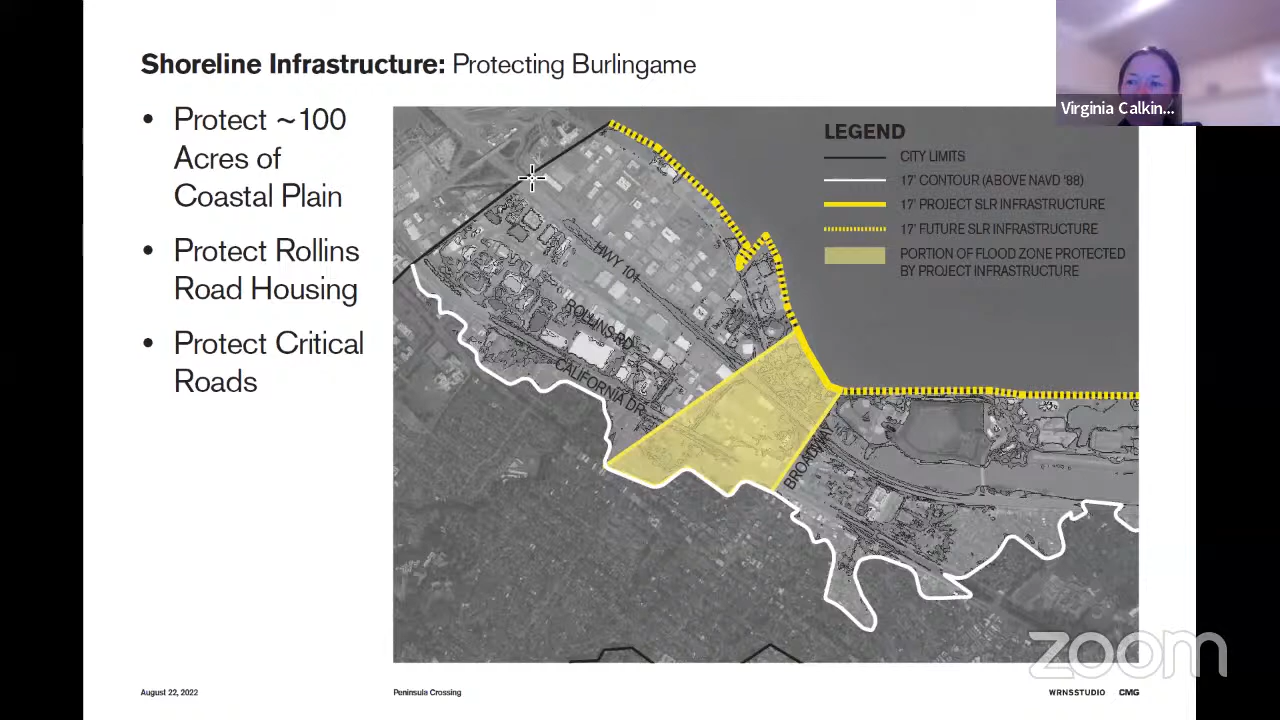 Shoreline Infrastructure: Protecting Burlingame
Virginia Calkin...
• Protect ~100
Acres of
Coastal Plain
• Protect Rollins
Road Housing
• Protect Critical
Roads
LEGEND
CITY LIMITS
17' CONTOUR (ABOVE NAVD '88)
17' PROJECT SLR INFRASTRUCTURE
17' FUTURE SLR INFRASTRUCTURE
PORTION OF FLOOD ZONE PROTECTED
BY PROJECT INFRASTRUCTURE
HWY 101
ROLLINS RD
CALIFORNIA DR
BROADWAY
zoom
August 22, 2022
Peninsula Crossing
WRNSSTUDIO CMG